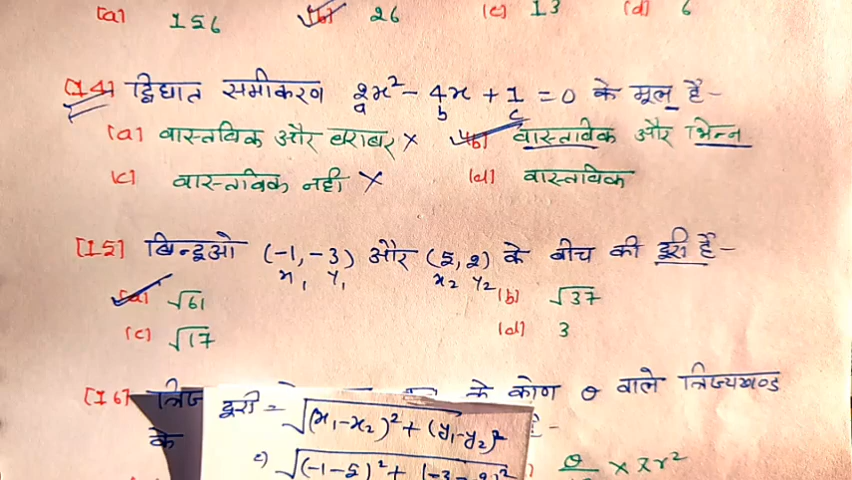 (a) 156 (b) 26 (c) 13 (d) 6
[14] द्विघात समीकरण 2x² - 4x + 1 = 0 के मूल है -
a b c
(a) वास्तविक और बराबर × (b) वास्तविक और भिन्न
(c) वास्तविक नही × (d) वास्तविक
[15] बिन्दुओ (-1, -3) और (5, 2) के बीच की दूरी है -
x₁ y₁ x₂ y₂
(a) √61 (b) √37
(c) √17 (d) 3
[16] त्रिज के कोण θ वाले त्रिज्यखण्ड
के है -
दूरी = √(x₁-x₂)² + (y₁-y₂)²
√(-1-5)² + (-3-2)²
θ × πr²